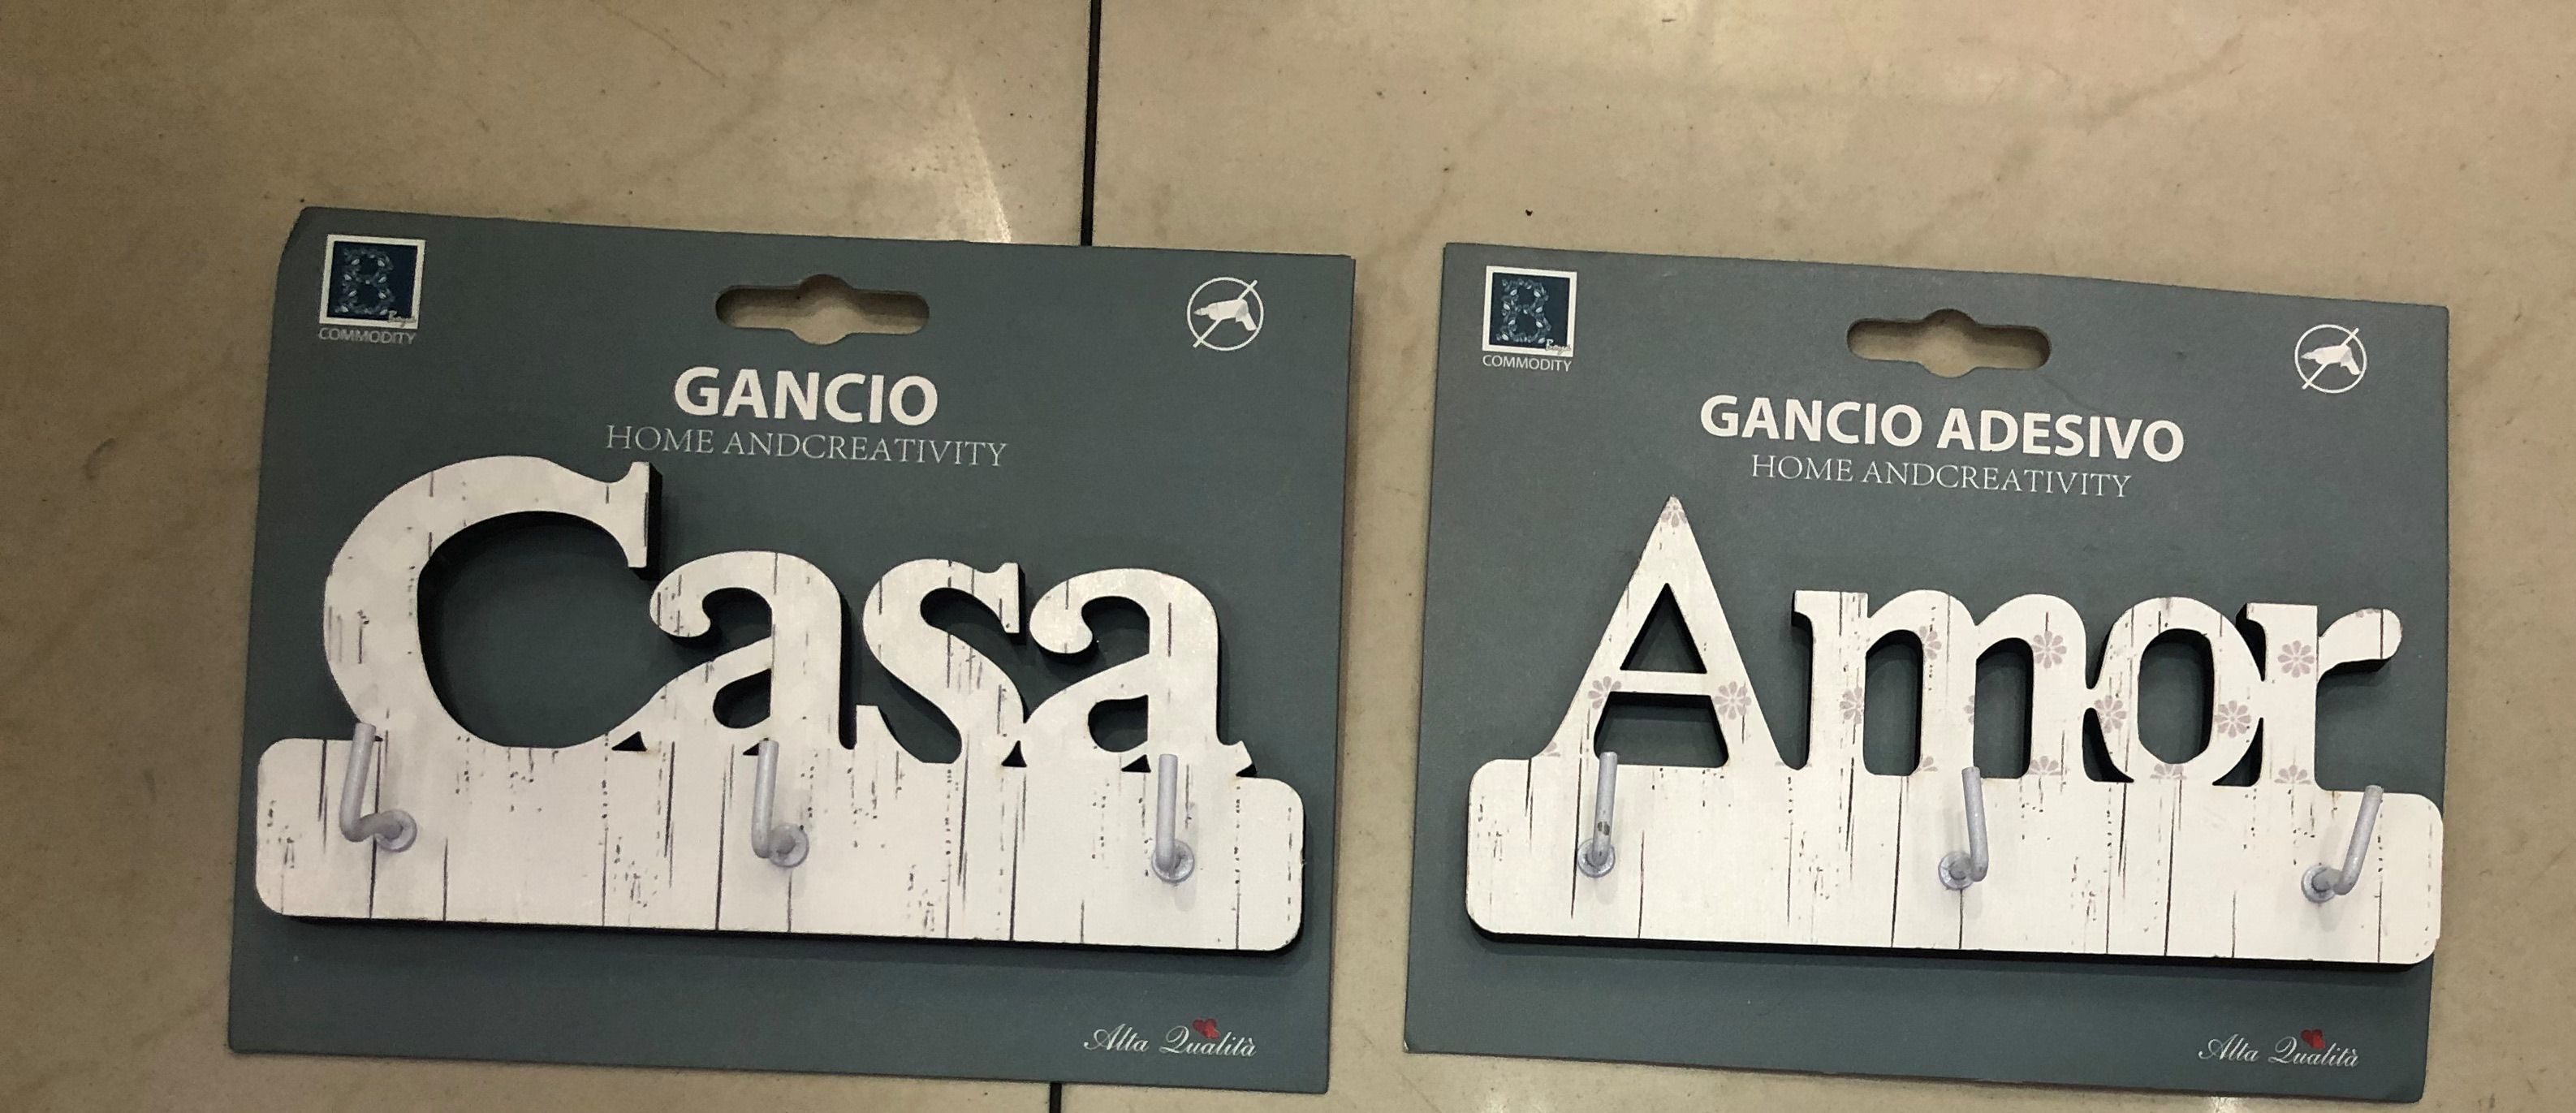 COMMODITY
GANCIO
HOME ANDCREATIVITY
Casa
Alta Qualità
COMMODITY
GANCIO ADESIVO
HOME ANDCREATIVITY
Amor
Alta Qualità